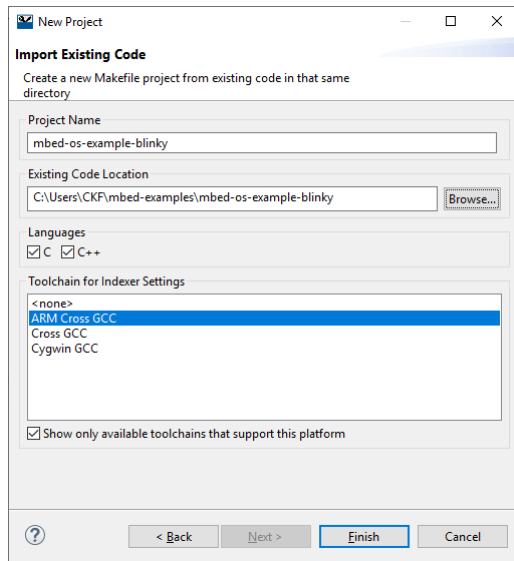 New Project
Import Existing Code
Create a new Makefile project from existing code in that same
directory
Project Name
mbed-os-example-blinky
Existing Code Location
C:\Users\CKF\mbed-examples\mbed-os-example-blinky
Browse...
Languages
C C++
Toolchain for Indexer Settings
<none>
ARM Cross GCC
Cross GCC
Cygwin GCC
Show only available toolchains that support this platform
? < Back Next > Finish Cancel